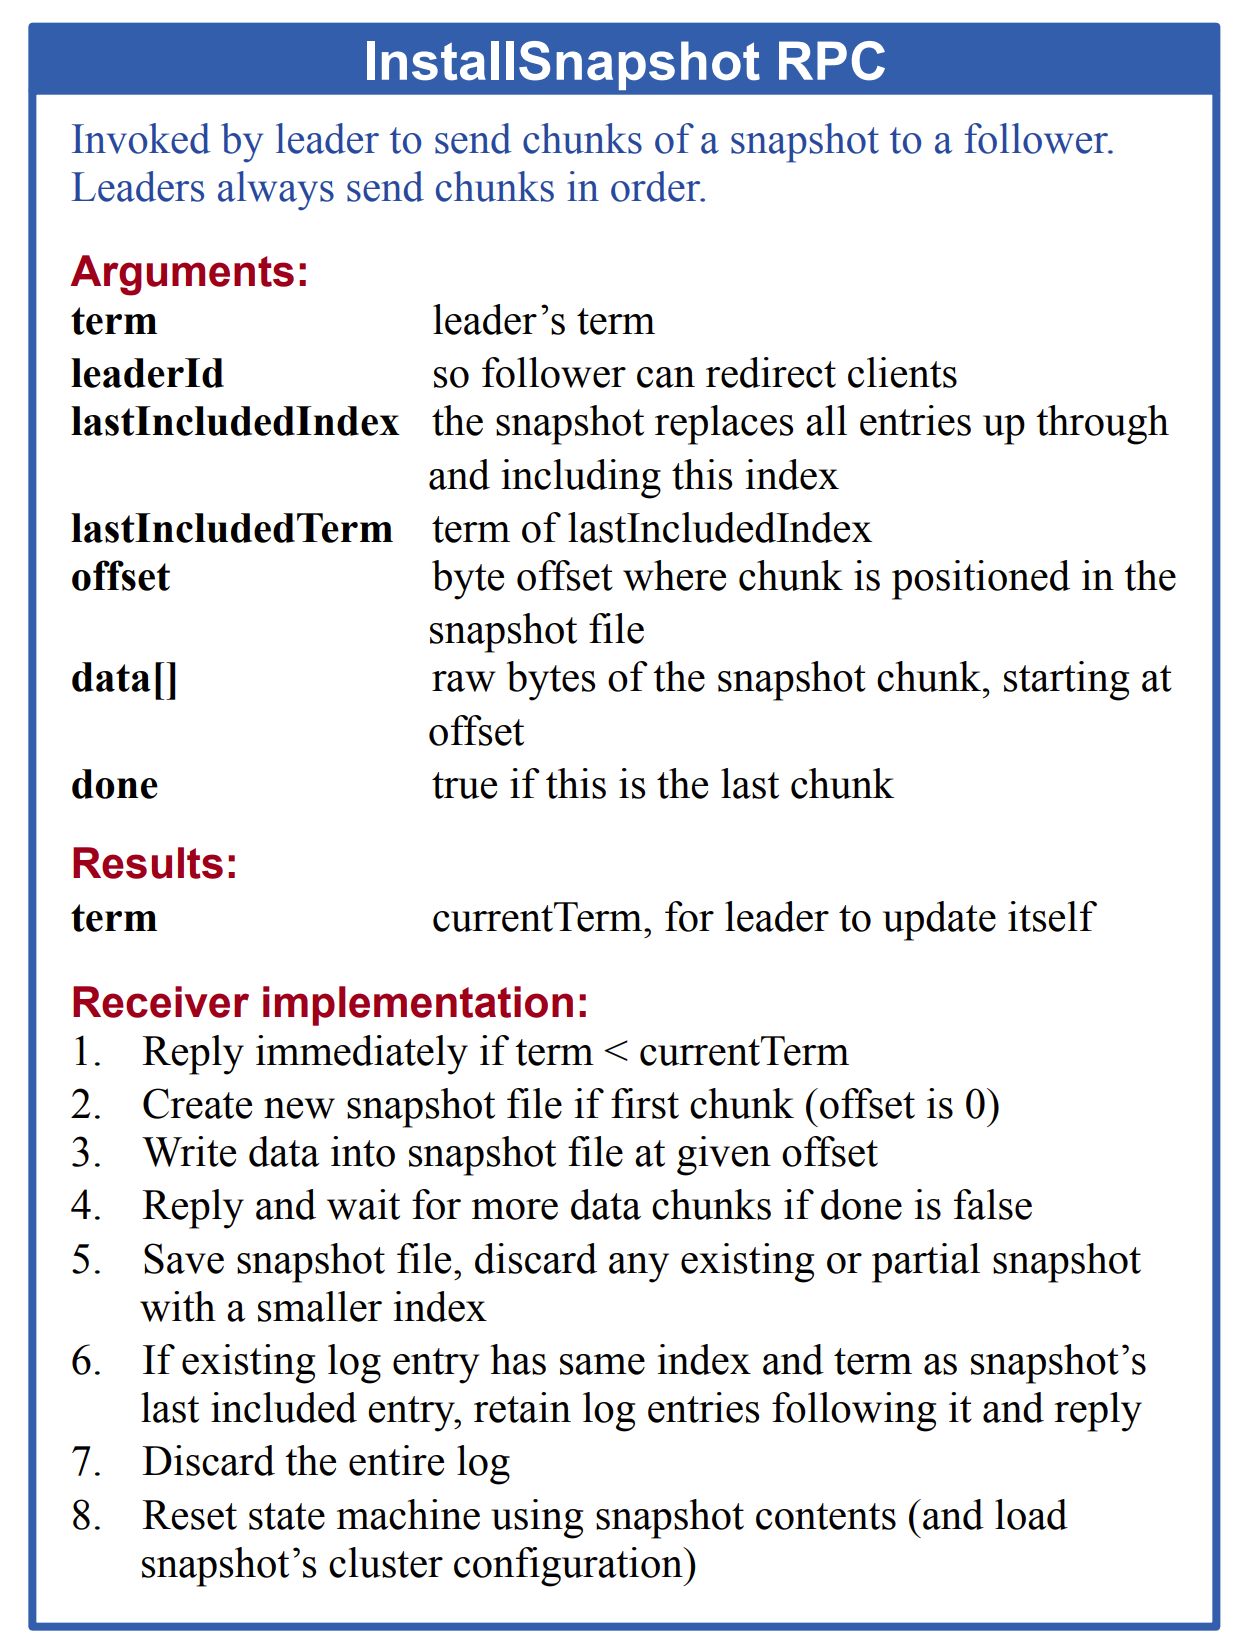 InstallSnapshot RPC
Invoked by leader to send chunks of a snapshot to a follower.
Leaders always send chunks in order.
Arguments:
term leader’s term
leaderId so follower can redirect clients
lastIncludedIndex the snapshot replaces all entries up through
and including this index
lastIncludedTerm term of lastIncludedIndex
offset byte offset where chunk is positioned in the
snapshot file
data[] raw bytes of the snapshot chunk, starting at
offset
done true if this is the last chunk
Results:
term currentTerm, for leader to update itself
Receiver implementation:
1. Reply immediately if term < currentTerm
2. Create new snapshot file if first chunk (offset is 0)
3. Write data into snapshot file at given offset
4. Reply and wait for more data chunks if done is false
5. Save snapshot file, discard any existing or partial snapshot
with a smaller index
6. If existing log entry has same index and term as snapshot’s
last included entry, retain log entries following it and reply
7. Discard the entire log
8. Reset state machine using snapshot contents (and load
snapshot’s cluster configuration)